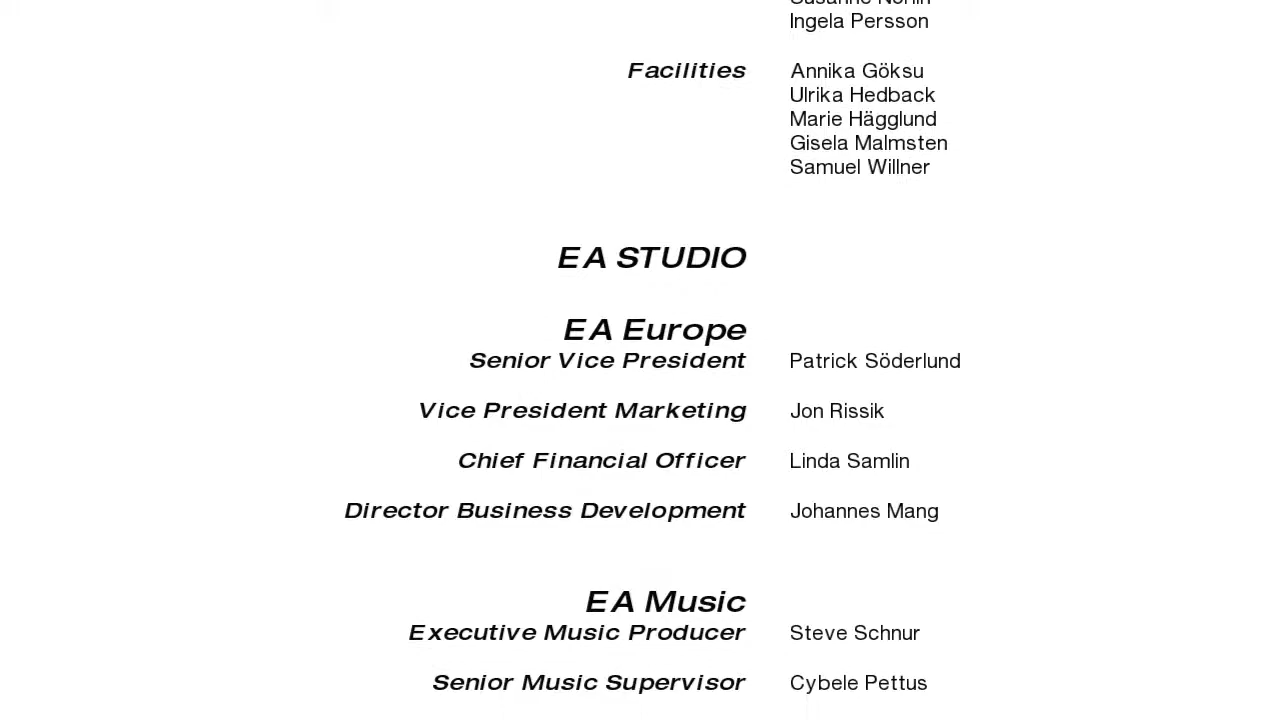 Susanne Norlin
Ingela Persson
Facilities Annika Göksu
Ulrika Hedback
Marie Hägglund
Gisela Malmsten
Samuel Willner
EA STUDIO
EA Europe
Senior Vice President Patrick Söderlund
Vice President Marketing Jon Rissik
Chief Financial Officer Linda Samlin
Director Business Development Johannes Mang
EA Music
Executive Music Producer Steve Schnur
Senior Music Supervisor Cybele Pettus